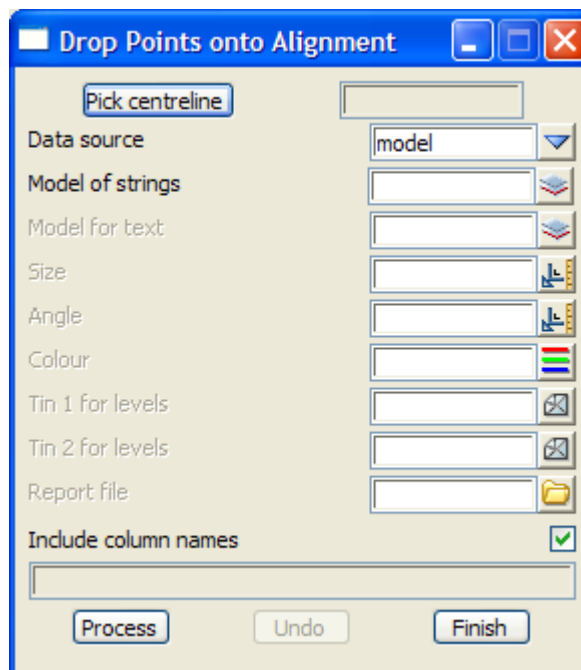 Drop Points onto Alignment
Pick centreline
Data source model
Model of strings
Model for text
Size
Angle
Colour
Tin 1 for levels
Tin 2 for levels
Report file
Include column names
Process Undo Finish